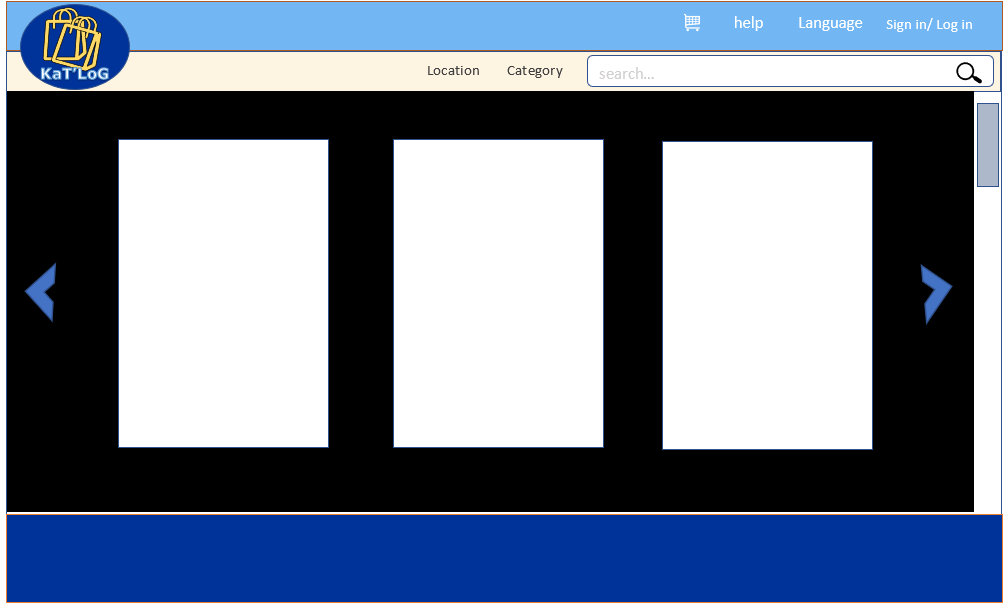 help Language Sign in/ Log in
KaT'LoG
Location Category search...